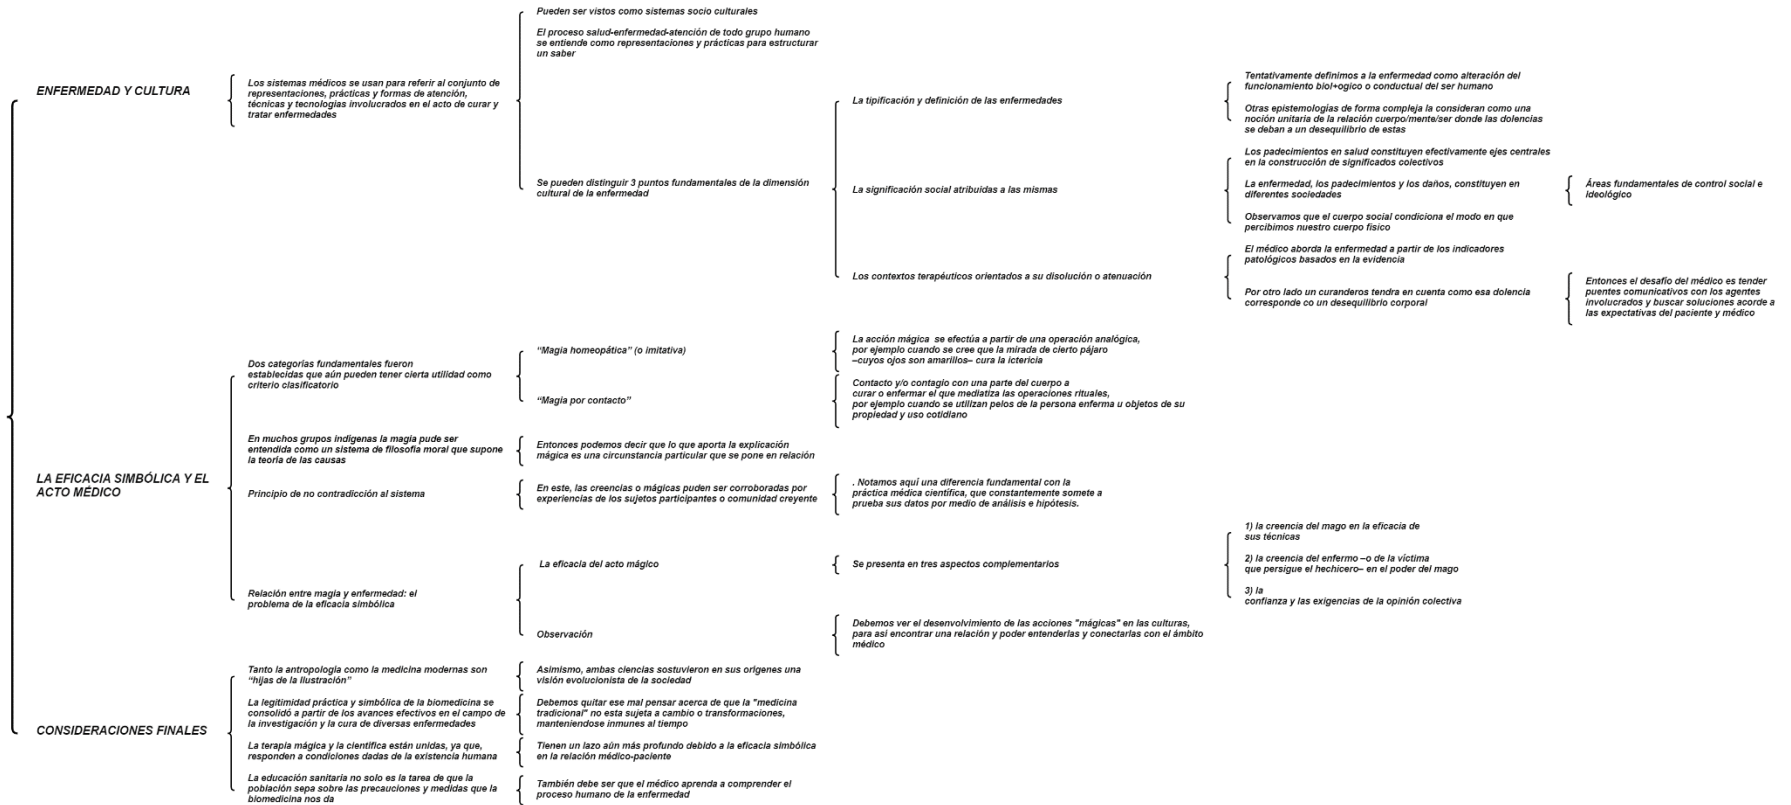 ENFERMEDAD Y CULTURA
Los sistemas médicos se usan para referir al conjunto de
representaciones, prácticas y formas de atención,
técnicas y tecnologías involucrados en el acto de curar y
tratar enfermedades
Pueden ser vistos como sistemas socio culturales
El proceso salud-enfermedad-atención de todo grupo humano
se entiende como representaciones y prácticas para estructurar
un saber
Se pueden distinguir 3 puntos fundamentales de la dimensión
cultural de la enfermedad
La tipificación y definición de las enfermedades
Tentativamente definimos a la enfermedad como alteración del
funcionamiento biol+ogico o conductual del ser humano
Otras epistemologías de forma compleja la consideran como una
noción unitaria de la relación cuerpo/mente/ser donde las dolencias
se deban a un desequilibrio de estas
La significación social atribuidas a las mismas
Los padecimientos en salud constituyen efectivamente ejes centrales
en la construcción de significados colectivos
La enfermedad, los padecimientos y los daños, constituyen en
diferentes sociedades
Áreas fundamentales de control social e
ideológico
Observamos que el cuerpo social condiciona el modo en que
percibimos nuestro cuerpo físico
Los contextos terapéuticos orientados a su disolución o atenuación
El médico aborda la enfermedad a partir de los indicadores
patológicos basados en la evidencia
Por otro lado un curanderos tendra en cuenta como esa dolencia
corresponde co un desequilibrio corporal
Entonces el desafío del médico es tender
puentes comunicativos con los agentes
involucrados y buscar soluciones acorde a
las expectativas del paciente y médico
LA EFICACIA SIMBÓLICA Y EL
ACTO MÉDICO
Dos categorías fundamentales fueron
establecidas que aún pueden tener cierta utilidad como
criterio clasificatorio
“Magia homeopática” (o imitativa)
La acción mágica se efectúa a partir de una operación analógica,
por ejemplo cuando se cree que la mirada de cierto pájaro
–cuyos ojos son amarillos– cura la ictericia
“Magia por contacto”
Contacto y/o contagio con una parte del cuerpo a
curar o enfermar el que mediatiza las operaciones rituales,
por ejemplo cuando se utilizan pelos de la persona enferma u objetos de su
propiedad y uso cotidiano
En muchos grupos indígenas la magia pude ser
entendida como un sistema de filosofía moral que supone
la teoría de las causas
Entonces podemos decir que lo que aporta la explicación
mágica es una circunstancia particular que se pone en relación
Principio de no contradicción al sistema
En este, las creencias o mágicas puden ser corroboradas por
experiencias de los sujetos participantes o comunidad creyente
. Notamos aquí una diferencia fundamental con la
práctica médica científica, que constantemente somete a
prueba sus datos por medio de análisis e hipótesis.
Relación entre magia y enfermedad: el
problema de la eficacia simbólica
La eficacia del acto mágico
Se presenta en tres aspectos complementarios
1) la creencia del mago en la eficacia de
sus técnicas
2) la creencia del enfermo –o de la víctima
que persigue el hechicero– en el poder del mago
3) la
confianza y las exigencias de la opinión colectiva
Observación
Debemos ver el desenvolvimiento de las acciones "mágicas" en las culturas,
para asi encontrar una relación y poder entenderlas y conectarlas con el ámbito
médico
CONSIDERACIONES FINALES
Tanto la antropología como la medicina modernas son
“hijas de la ilustración”
Asimismo, ambas ciencias sostuvieron en sus orígenes una
visión evolucionista de la sociedad
La legitimidad práctica y simbólica de la biomedicina se
consolidó a partir de los avances efectivos en el campo de
la investigación y la cura de diversas enfermedades
Debemos quitar ese mal pensar acerca de que la "medicina
tradicional" no esta sujeta a cambio o transformaciones,
manteniendose inmunes al tiempo
La terapia mágica y la científica están unidas, ya que,
responden a condiciones dadas de la existencia humana
Tienen un lazo aún más profundo debido a la eficacia simbólica
en la relación médico-paciente
La educación sanitaria no solo es la tarea de que la
población sepa sobre las precauciones y medidas que la
biomedicina nos da
También debe ser que el médico aprenda a comprender el
proceso humano de la enfermedad